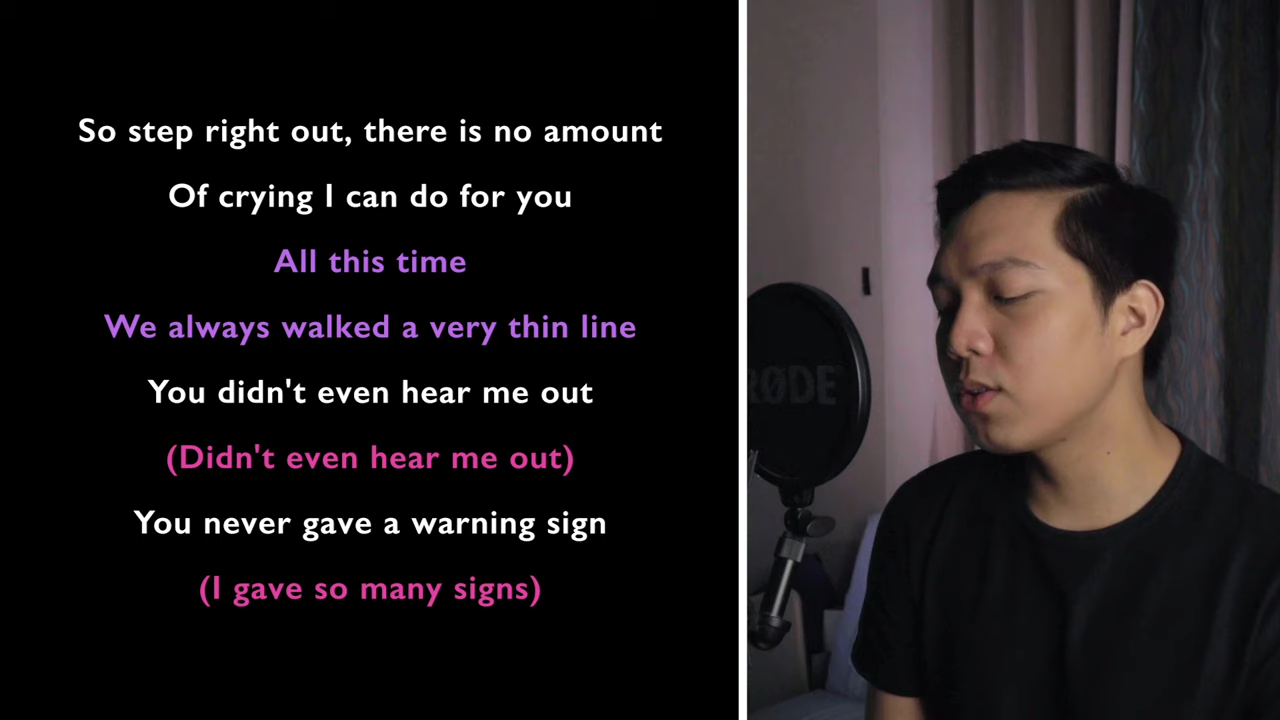 So step right out, there is no amount
Of crying I can do for you
All this time
We always walked a very thin line
You didn't even hear me out
(Didn't even hear me out)
You never gave a warning sign
(I gave so many signs)
RØDE